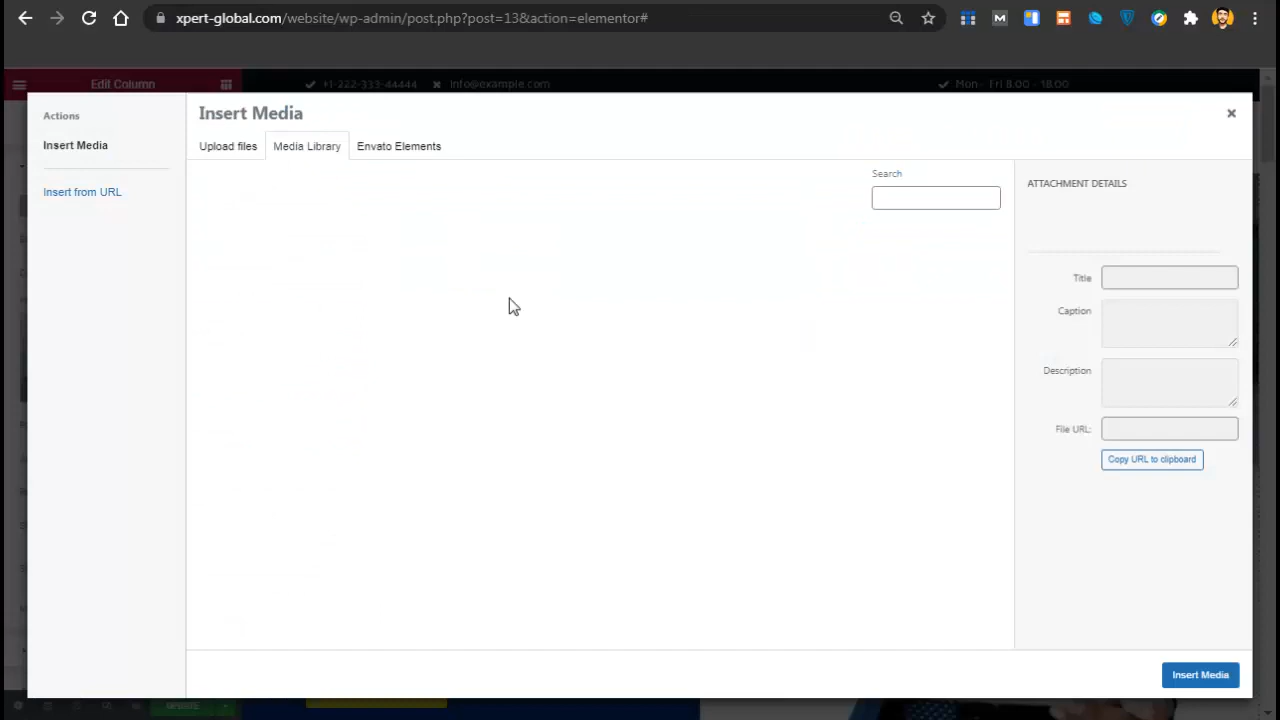 xpert-global.com/website/wp-admin/post.php?post=13&action=elementor#
Edit Column
+1-222-333-44444
info@example.com
Mon - Fri 8.00 - 18.00
Actions
Insert Media
Insert from URL
Insert Media
Upload files
Media Library
Envato Elements
Search
ATTACHMENT DETAILS
Title
Caption
Description
File URL:
Copy URL to clipboard
Insert Media
UPDATE